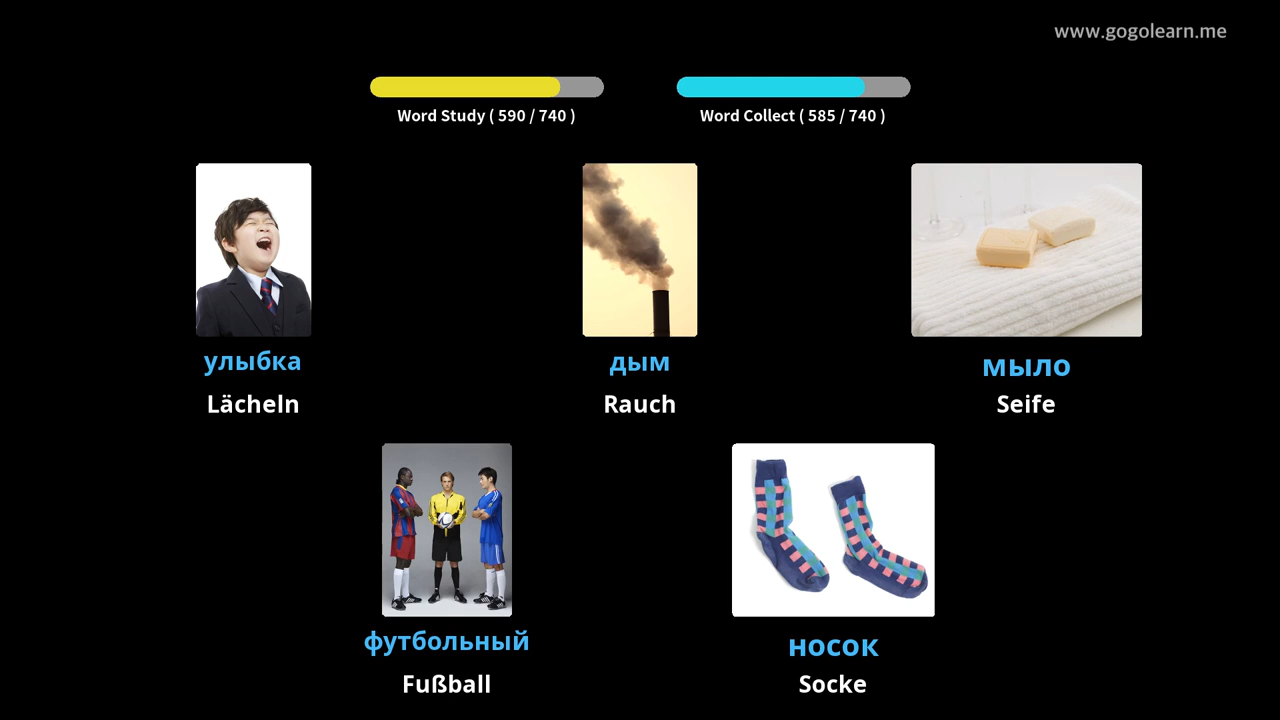 www.gogolearn.me
Word Study ( 590 / 740 )
Word Collect ( 585 / 740 )
улыбка
Lächeln
дым
Rauch
мыло
Seife
футбольный
Fußball
носок
Socke